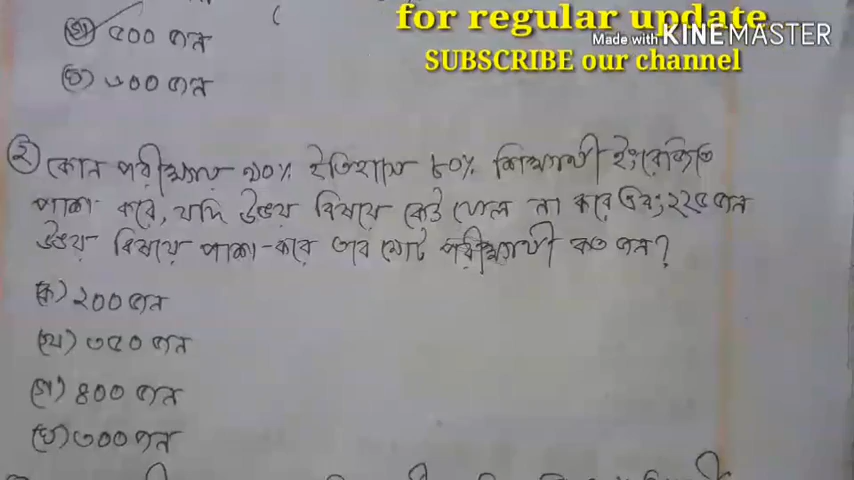 for regular update
Made with KINEMASTER
SUBSCRIBE our channel
(গ) ৫০০ জন
(ঘ) ৩০০ জন
(২) কোন পরীক্ষায় ৯০% ইতিহাসে ৮০% শিক্ষার্থী ইংরেজিতে
পাশ করে, যদি উভয় বিষয়ে কেউ ফেল না করে এবং ২২৫ জন
উভয় বিষয়ে পাশ-করে তবে মোট পরীক্ষার্থী কত জন?
(ক) ২০০ জন
(খ) ৩৫০ জন
(গ) ৪০০ জন
(ঘ) ৩০০ জন